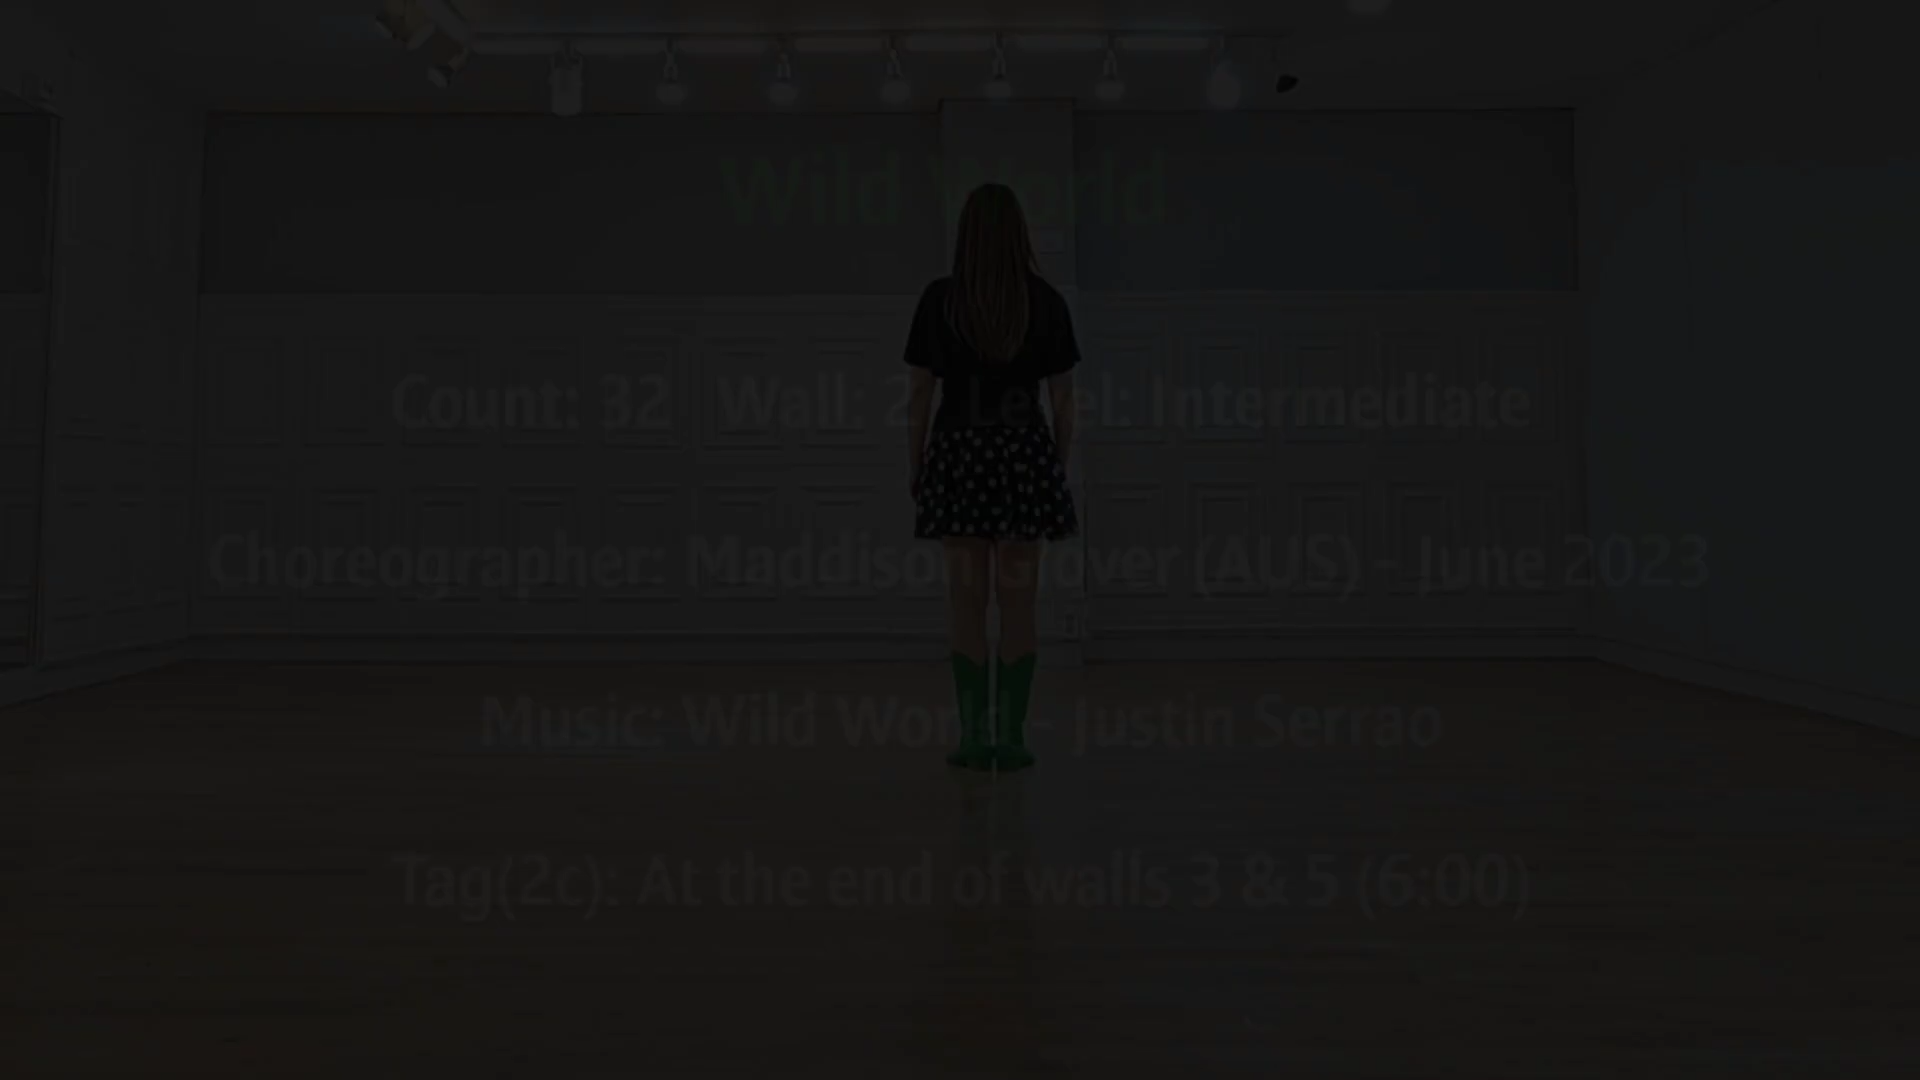 Wild World
Count: 32 Wall: 2 Level: Intermediate
Choreographer: Maddison Glover (AUS) - June 2023
Music: Wild World - Justin Serrao
Tag(2c): At the end of walls 3 & 5 (6:00)